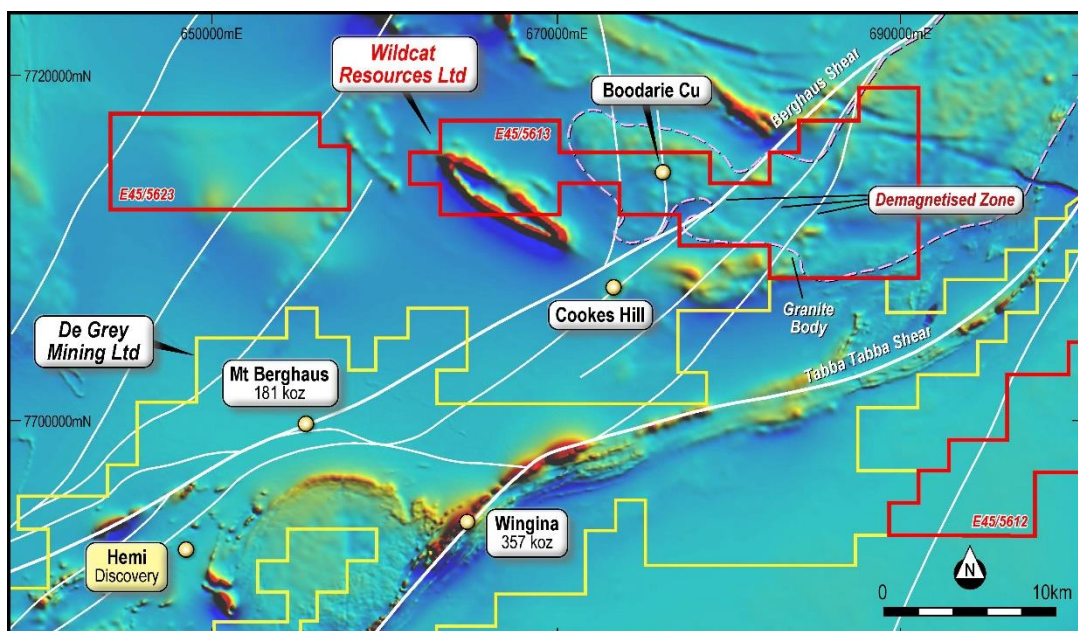 650000mE
670000mE
690000mE
7720000mN
Wildcat
Resources Ltd
Boodarie Cu
Berghaus Shear
E45/5613
E45/5623
Demagnetised Zone
Granite
Body
Cookes Hill
De Grey
Mining Ltd
Mt Berghaus
181 koz
Tabba Tabba Shear
7700000mN
Wingina
357 koz
E45/5612
Hemi
Discovery
N
0
10km